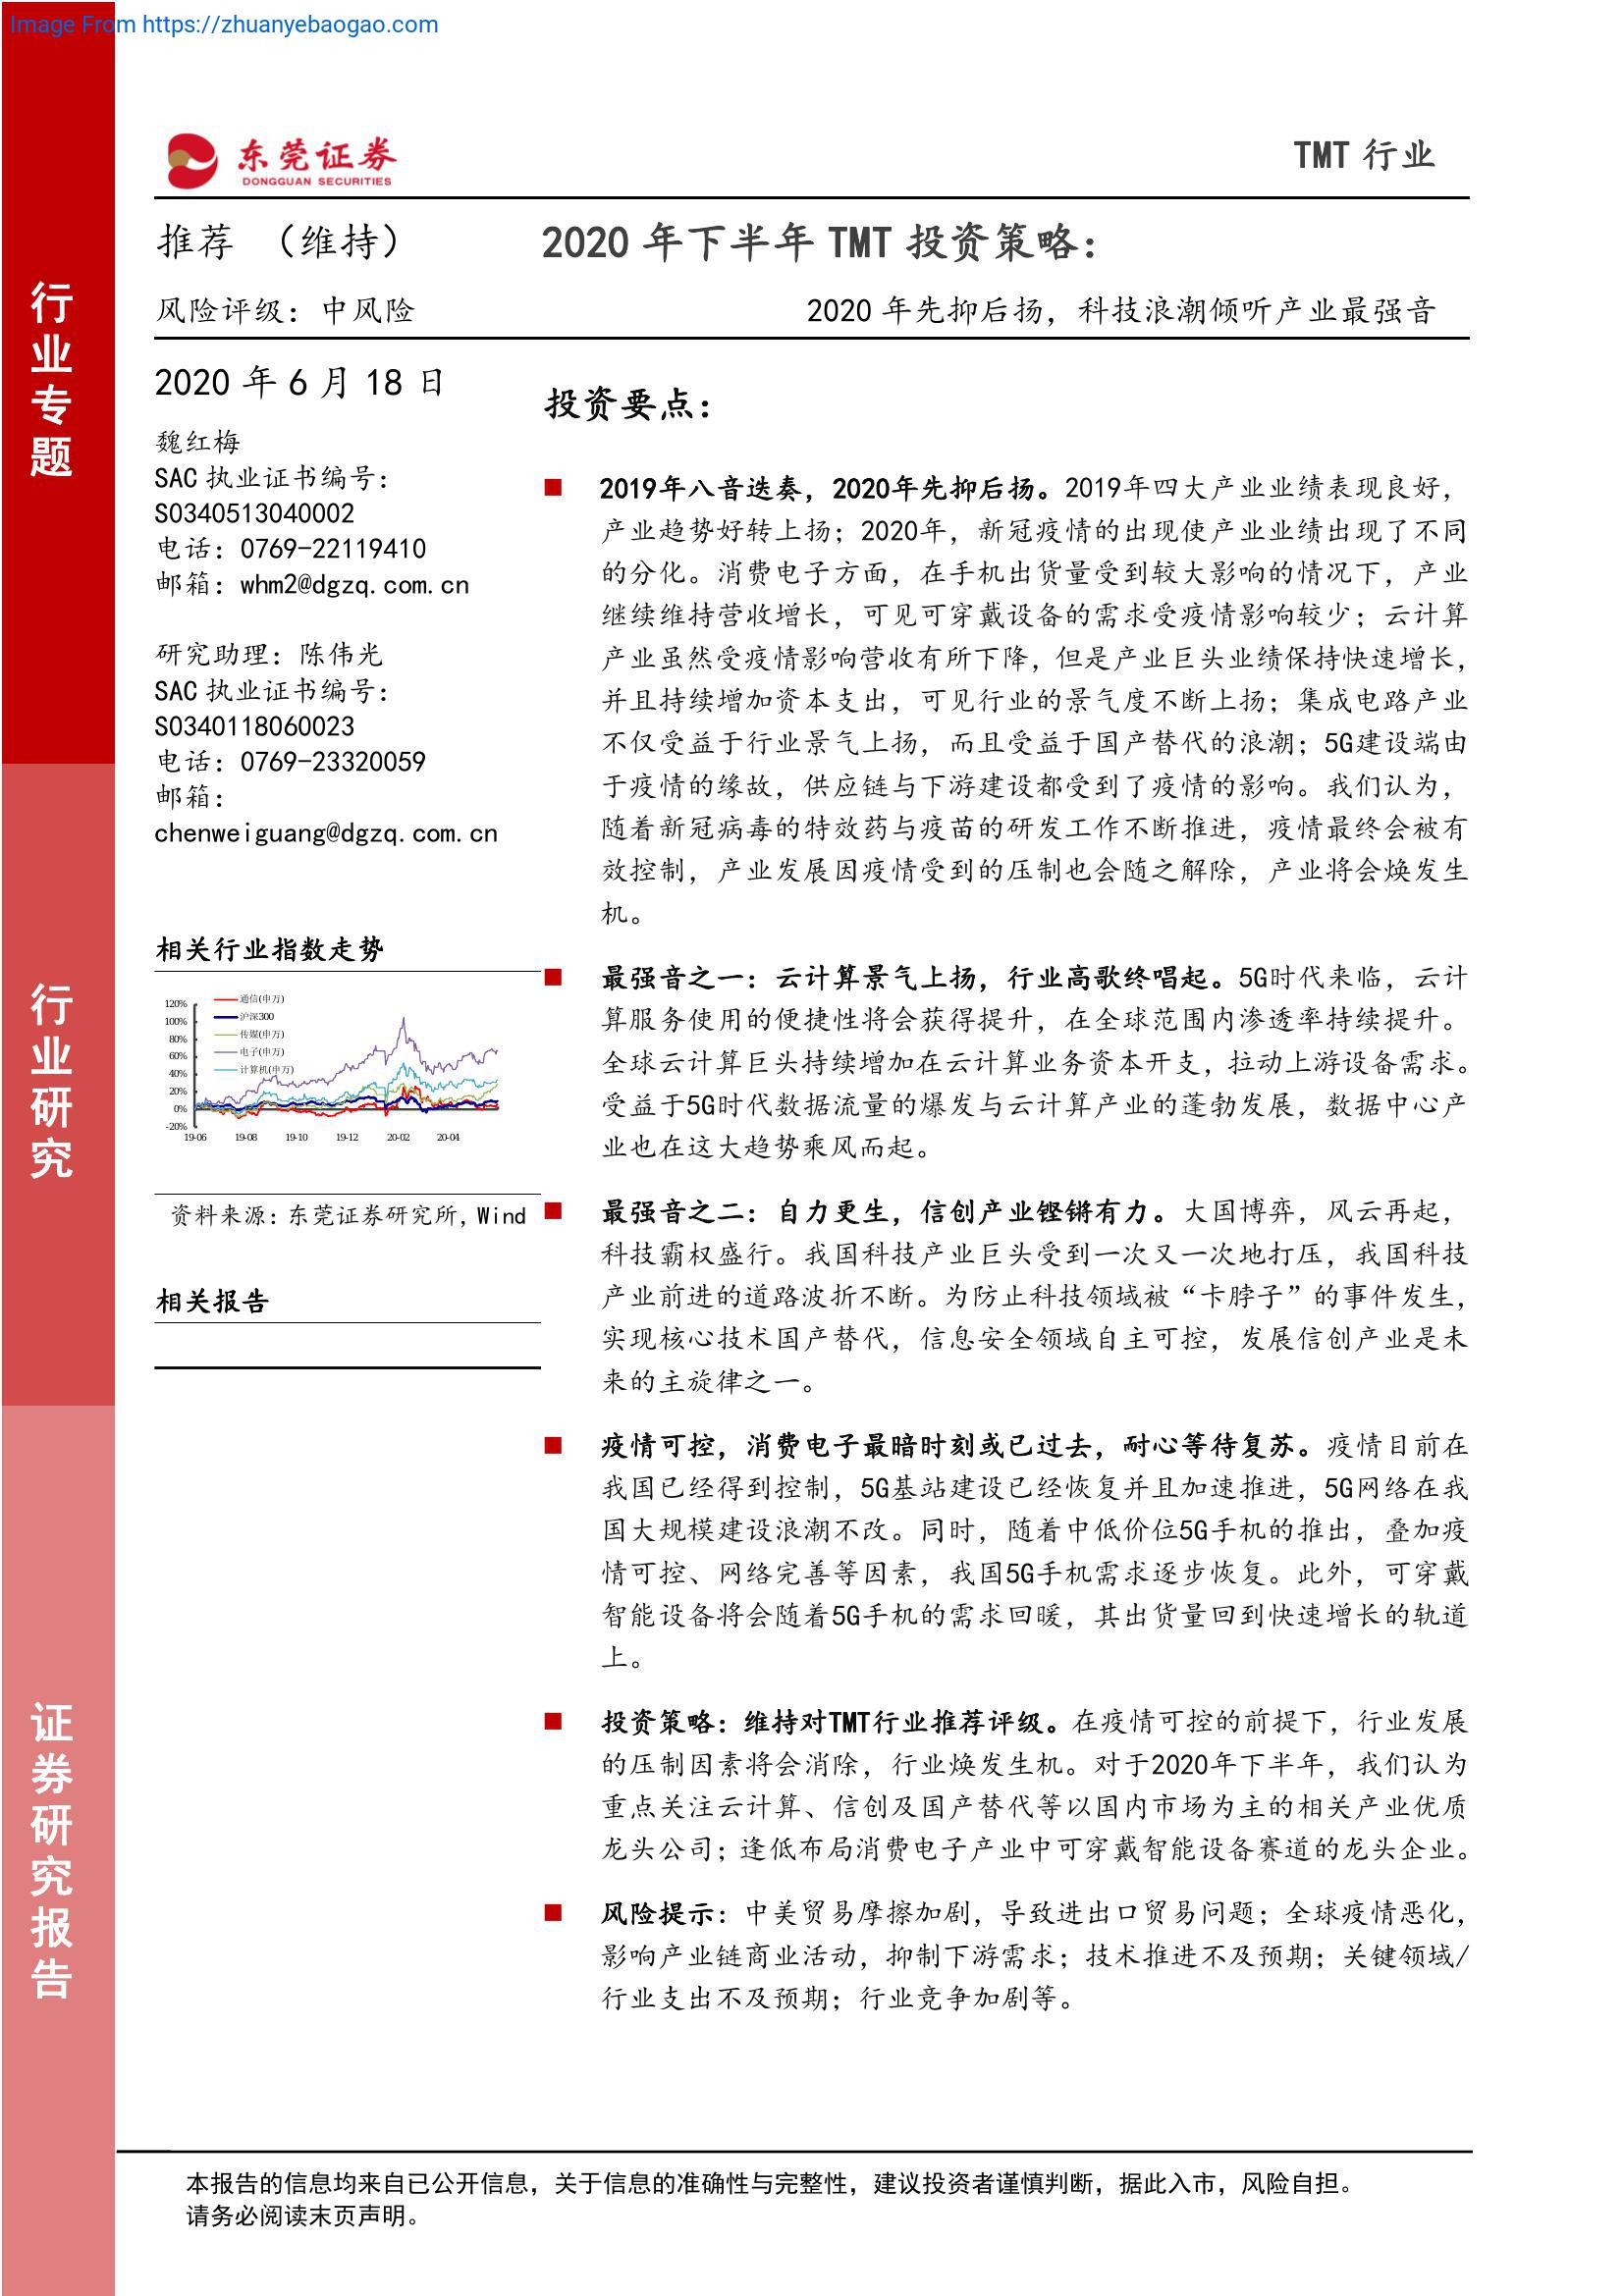 Image From https://zhuanyebaogao.com
东莞证券
DONGGUAN SECURITIES
TMT 行业
推荐 （维持）
2020 年下半年 TMT 投资策略：
风险评级：中风险
2020 年先抑后扬，科技浪潮倾听产业最强音
行业专题
行业研究
证券研究报告
2020 年 6 月 18 日
魏红梅
SAC 执业证书编号：
S0340513040002
电话：0769-22119410
邮箱：whm2@dgzq.com.cn
研究助理：陈伟光
SAC 执业证书编号：
S0340118060023
电话：0769-23320059
邮箱：
chenweiguang@dgzq.com.cn
相关行业指数走势
120%
100%
80%
60%
40%
20%
0%
-20%
通信(申万)
沪深300
传媒(申万)
电子(申万)
计算机(申万)
19-06 19-08 19-10 19-12 20-02 20-04
资料来源：东莞证券研究所，Wind
相关报告
投资要点：
2019年八音迭奏，2020年先抑后扬。2019年四大产业业绩表现良好，
产业趋势好转上扬；2020年，新冠疫情的出现使产业业绩出现了不同
的分化。消费电子方面，在手机出货量受到较大影响的情况下，产业
继续维持营收增长，可见可穿戴设备的需求受疫情影响较少；云计算
产业虽然受疫情影响营收有所下降，但是产业巨头业绩保持快速增长，
并且持续增加资本支出，可见行业的景气度不断上扬；集成电路产业
不仅受益于行业景气上扬，而且受益于国产替代的浪潮；5G建设端由
于疫情的缘故，供应链与下游建设都受到了疫情的影响。我们认为，
随着新冠病毒的特效药与疫苗的研发工作不断推进，疫情最终会被有
效控制，产业发展因疫情受到的压制也会随之解除，产业将会焕发生
机。
最强音之一：云计算景气上扬，行业高歌终唱起。5G时代来临，云计
算服务使用的便捷性将会获得提升，在全球范围内渗透率持续提升。
全球云计算巨头持续增加在云计算业务资本开支，拉动上游设备需求。
受益于5G时代数据流量的爆发与云计算产业的蓬勃发展，数据中心产
业也在这大趋势乘风而起。
最强音之二：自力更生，信创产业铿锵有力。大国博弈，风云再起，
科技霸权盛行。我国科技产业巨头受到一次又一次地打压，我国科技
产业前进的道路波折不断。为防止科技领域被“卡脖子”的事件发生，
实现核心技术国产替代，信息安全领域自主可控，发展信创产业是未
来的主旋律之一。
疫情可控，消费电子最暗时刻或已过去，耐心等待复苏。疫情目前在
我国已经得到控制，5G基站建设已经恢复并且加速推进，5G网络在我
国大规模建设浪潮不改。同时，随着中低价位5G手机的推出，叠加疫
情可控、网络完善等因素，我国5G手机需求逐步恢复。此外，可穿戴
智能设备将会随着5G手机的需求回暖，其出货量回到快速增长的轨道
上。
投资策略：维持对TMT行业推荐评级。在疫情可控的前提下，行业发展
的压制因素将会消除，行业焕发生机。对于2020年下半年，我们认为
重点关注云计算、信创及国产替代等以国内市场为主的相关产业优质
龙头公司；逢低布局消费电子产业中可穿戴智能设备赛道的龙头企业。
风险提示：中美贸易摩擦加剧，导致进出口贸易问题；全球疫情恶化，
影响产业链商业活动，抑制下游需求；技术推进不及预期；关键领域/
行业支出不及预期；行业竞争加剧等。
本报告的信息均来自已公开信息，关于信息的准确性与完整性，建议投资者谨慎判断，据此入市，风险自担。
请务必阅读末页声明。